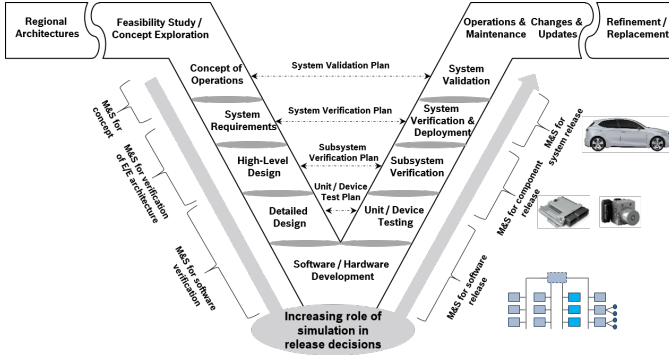 Regional
Architectures
Feasibility Study /
Concept Exploration
Operations &
Maintenance
Changes &
Updates
Refinement /
Replacement
Concept of
Operations
System Validation Plan
System
Validation
System
Requirements
System Verification Plan
System
Verification &
Deployment
High-Level
Design
Subsystem
Verification Plan
Subsystem
Verification
Detailed
Design
Unit / Device
Test Plan
Unit / Device
Testing
Software / Hardware
Development
Increasing role of
simulation in
release decisions
M&S for
concept
M&S for verification
of E/E architecture
M&S for software
verification
M&S for
system release
M&S for component
release
M&S for software
release